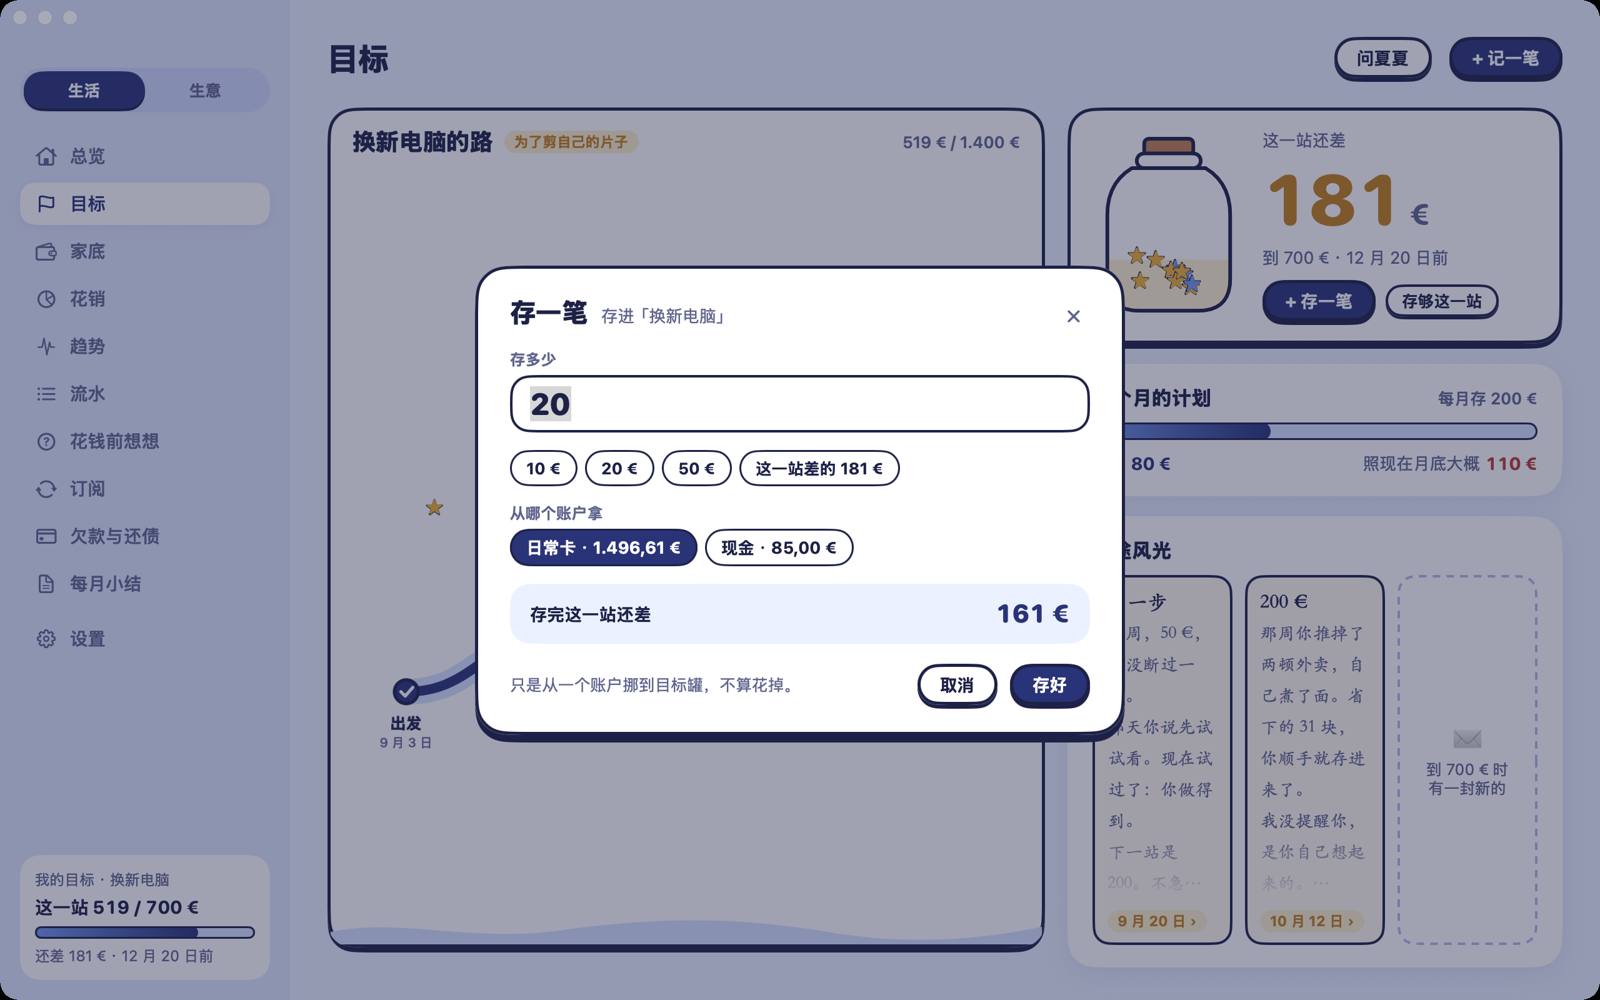 生活
生意
总览
目标
家底
花销
趋势
流水
花钱前想想
订阅
欠款与还债
每月小结
设置
我的目标 · 换新电脑
这一站 519 / 700 €
还差 181 € · 12 月 20 日前
目标
问夏夏
+ 记一笔
换新电脑的路
为了剪自己的片子
519 € / 1.400 €
出发
9 月 3 日
这一站还差
181 €
到 700 € · 12 月 20 日前
+ 存一笔
存够这一站
个月的计划
每月存 200 €
80 €
照现在月底大概 110 €
风光
一步
周，50 €，
没断过一
。
天你说先试
试看。现在试
过了：你做得
到。
下一站是
200。不急…
9 月 20 日 ›
200 €
那周你推掉了
两顿外卖，自
己煮了面。省
下的 31 块，
你顺手就存进
来了。
我没提醒你，
是你自己想起
来的。…
10 月 12 日 ›
到 700 € 时
有一封新的
存一笔
存进「换新电脑」
×
存多少
20
10 €
20 €
50 €
这一站差的 181 €
从哪个账户拿
日常卡 · 1.496,61 €
现金 · 85,00 €
存完这一站还差
161 €
只是从一个账户挪到目标罐，不算花掉。
取消
存好